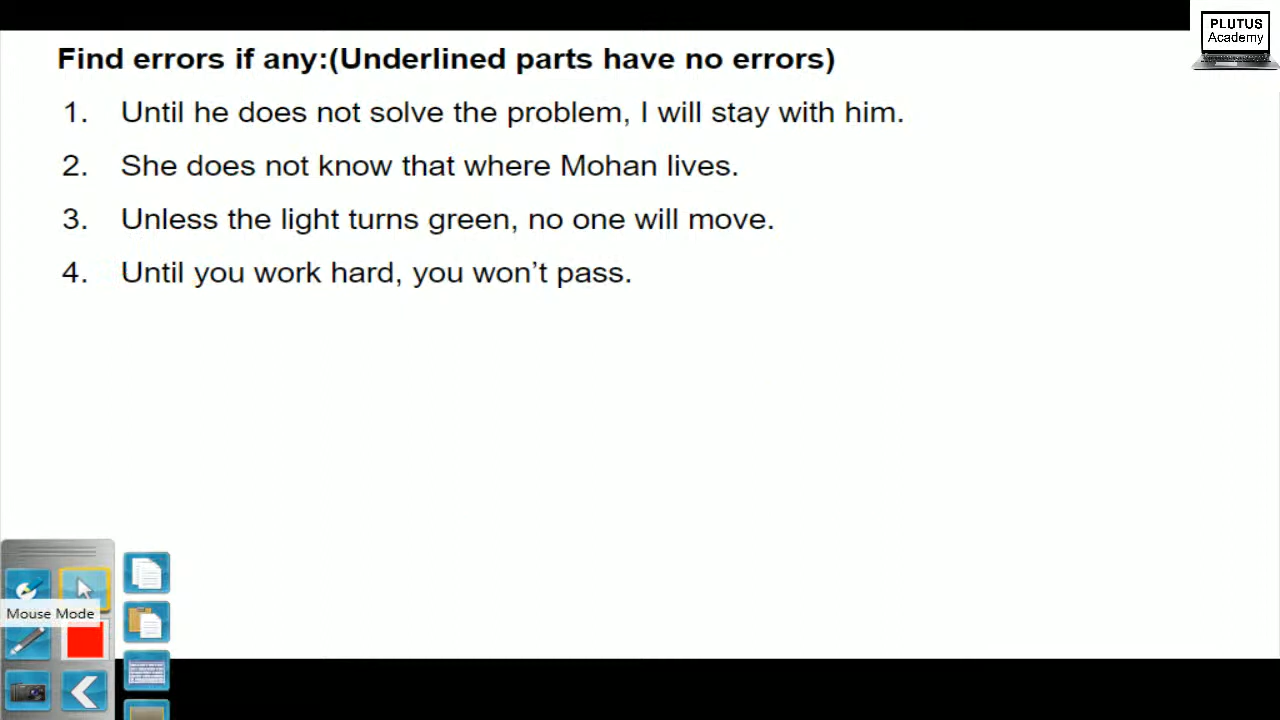 PLUTUS
Academy
Find errors if any:(Underlined parts have no errors)
1. Until he does not solve the problem, I will stay with him.
2. She does not know that where Mohan lives.
3. Unless the light turns green, no one will move.
4. Until you work hard, you won’t pass.
Mouse Mode